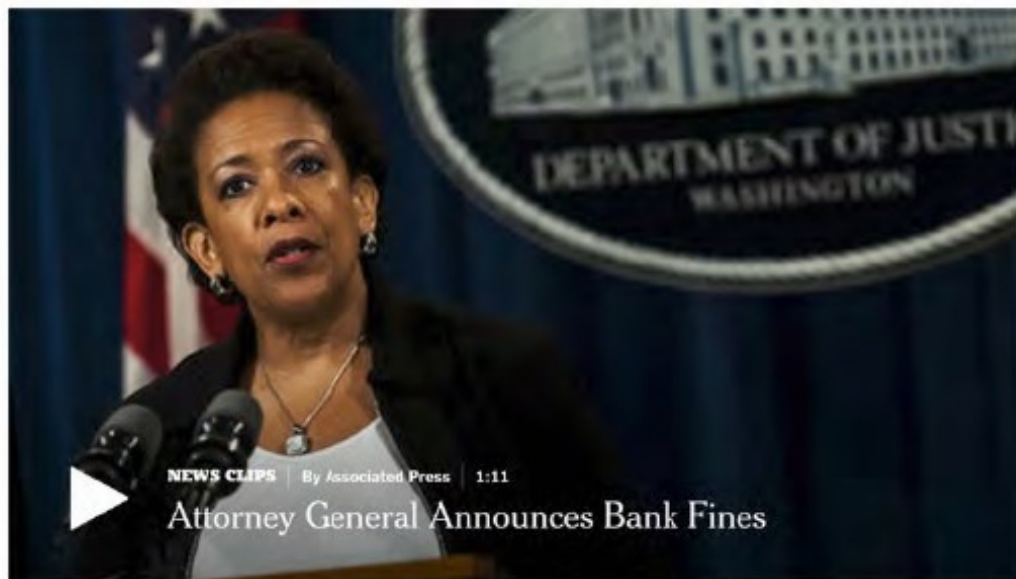 DEPARTMENT OF JUSTI
WASHINGTON
NEWS CLIPS | By Associated Press | 1:11
Attorney General Announces Bank Fines